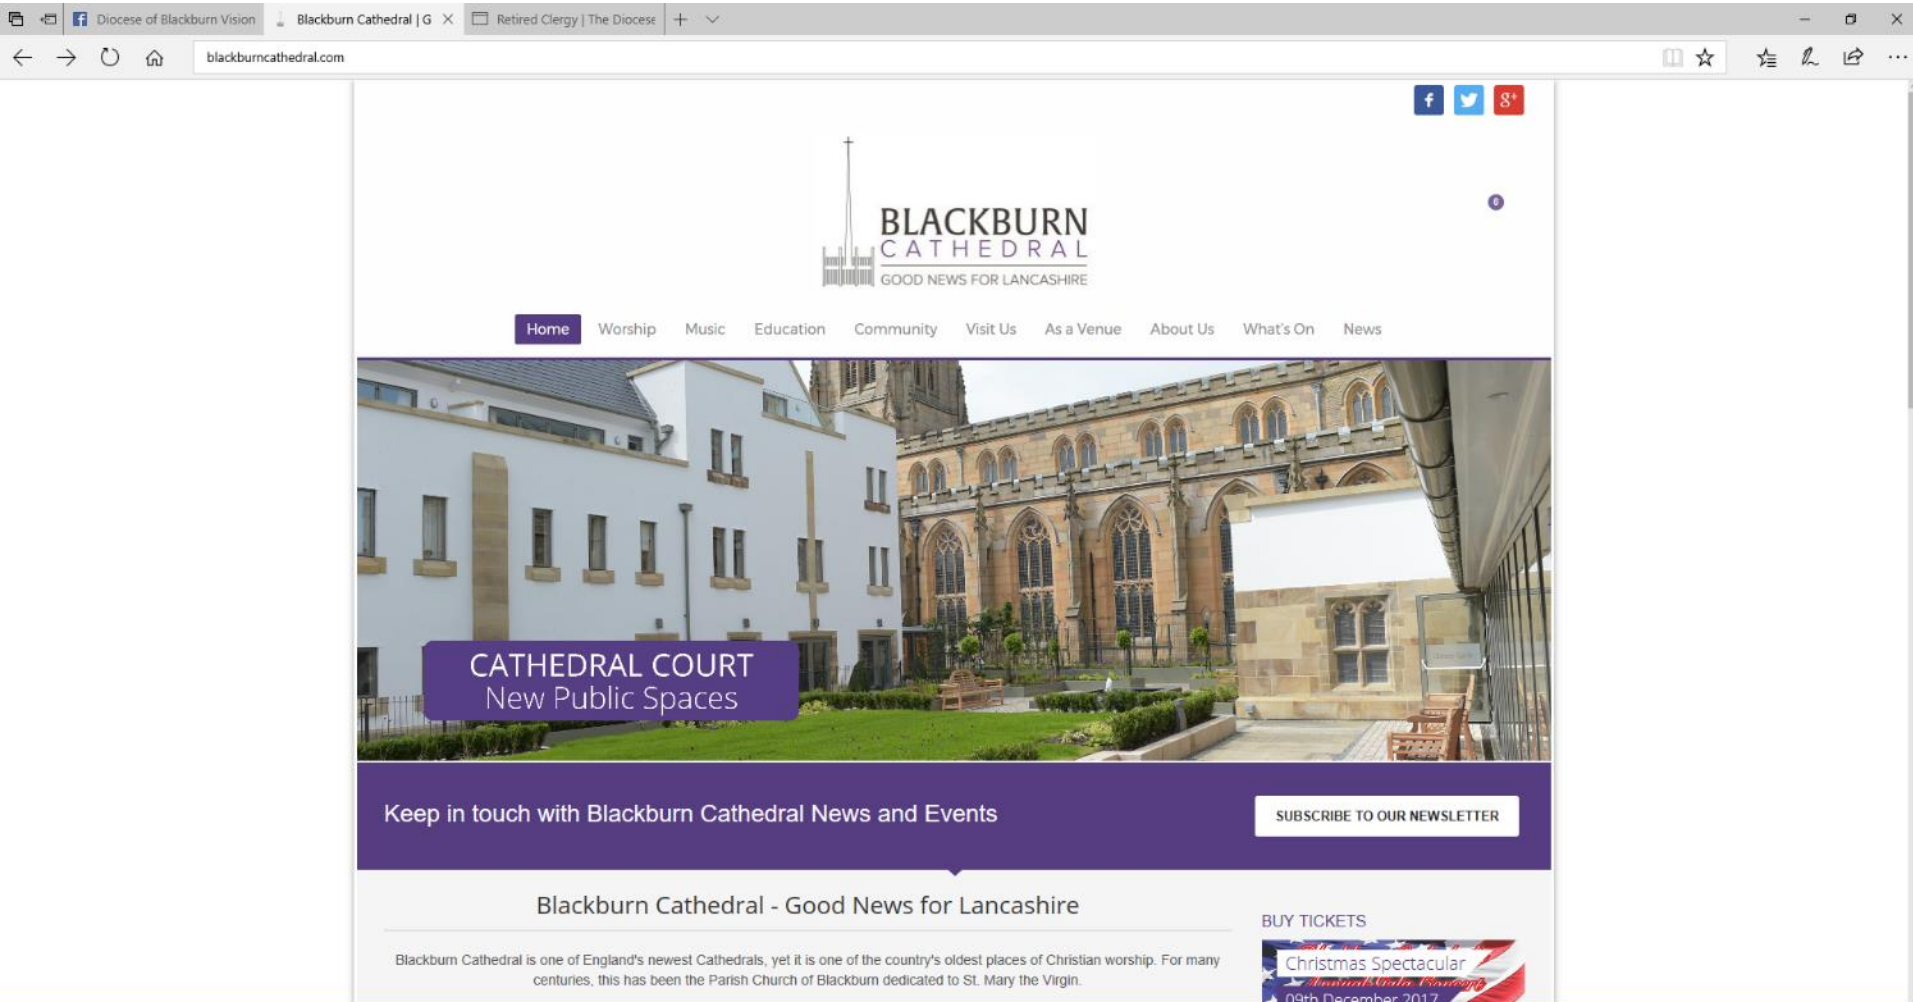 Diocese of Blackburn Vision
Blackburn Cathedral | G
Retired Clergy | The Diocese
blackburncathedral.com
BLACKBURN
CATHEDRAL
GOOD NEWS FOR LANCASHIRE
0
Home Worship Music Education Community Visit Us As a Venue About Us What's On News
CATHEDRAL COURT
New Public Spaces
Keep in touch with Blackburn Cathedral News and Events
SUBSCRIBE TO OUR NEWSLETTER
Blackburn Cathedral - Good News for Lancashire
Blackburn Cathedral is one of England's newest Cathedrals, yet it is one of the country's oldest places of Christian worship. For many
centuries, this has been the Parish Church of Blackburn dedicated to St. Mary the Virgin.
BUY TICKETS
Christmas Spectacular
09th December 2017